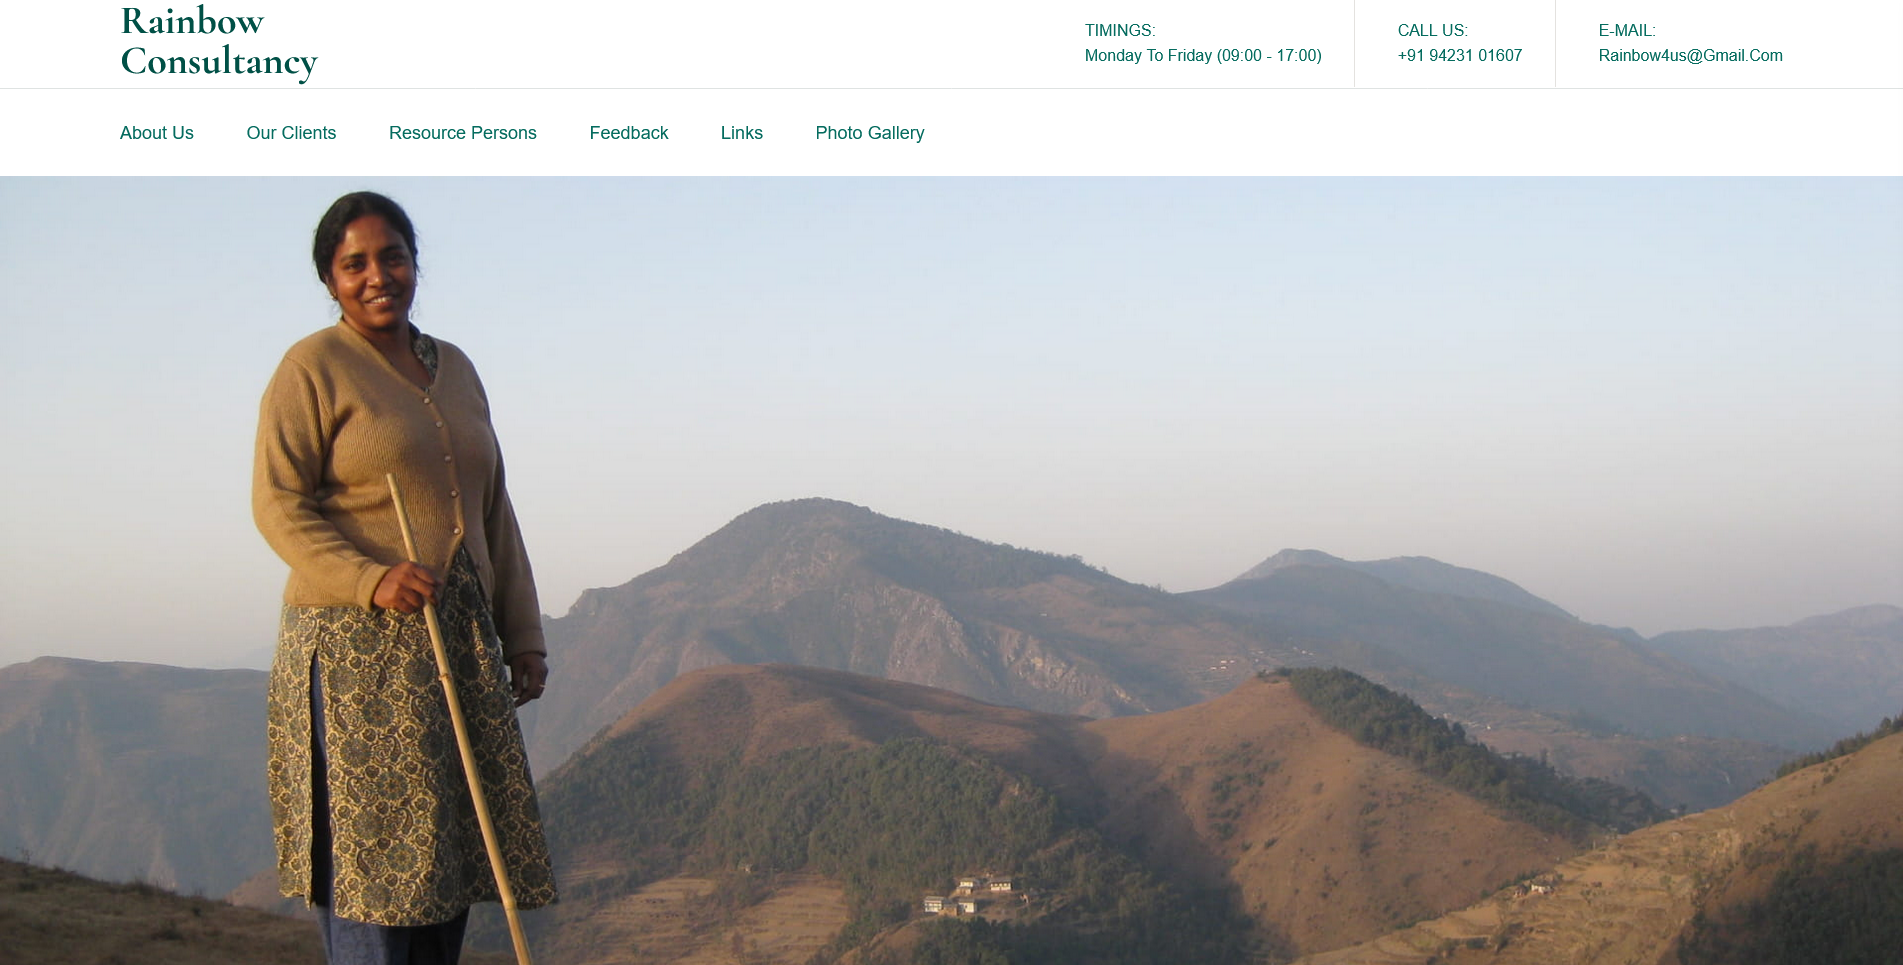 Rainbow
Consultancy
TIMINGS:
Monday To Friday (09:00 - 17:00)
CALL US:
+91 94231 01607
E-MAIL:
Rainbow4us@Gmail.Com
About Us
Our Clients
Resource Persons
Feedback
Links
Photo Gallery